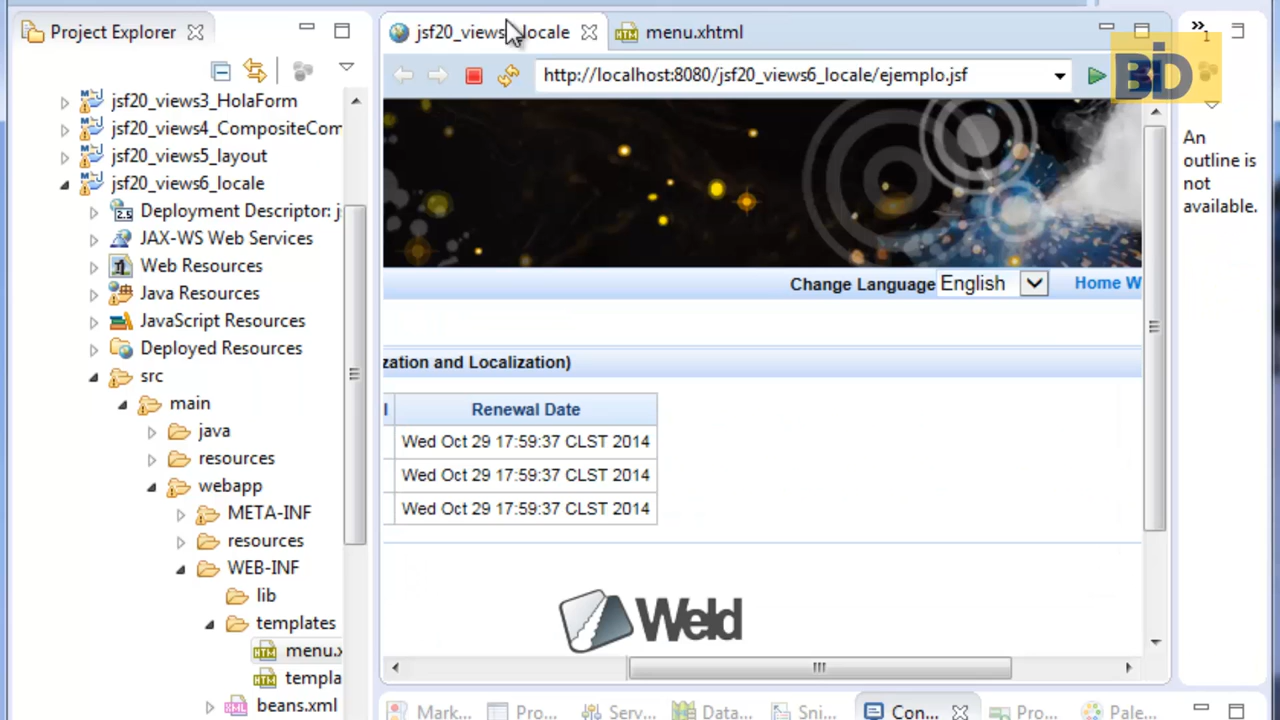 Project Explorer
jsf20_views3_HolaForm
jsf20_views4_CompositeCom
jsf20_views5_layout
jsf20_views6_locale
Deployment Descriptor: j
JAX-WS Web Services
Web Resources
Java Resources
JavaScript Resources
Deployed Resources
src
main
java
resources
webapp
META-INF
resources
WEB-INF
lib
templates
menu.x
templa
beans.xml
jsf20_views locale
menu.xhtml
http://localhost:8080/jsf20_views6_locale/ejemplo.jsf
Change Language English Home W
zation and Localization)
Renewal Date
Wed Oct 29 17:59:37 CLST 2014
Wed Oct 29 17:59:37 CLST 2014
Wed Oct 29 17:59:37 CLST 2014
Weld
Mark... Pro... Serv... Data... Sni... Con... Pro... Pale...
1
BID
An
outline is
not
available.